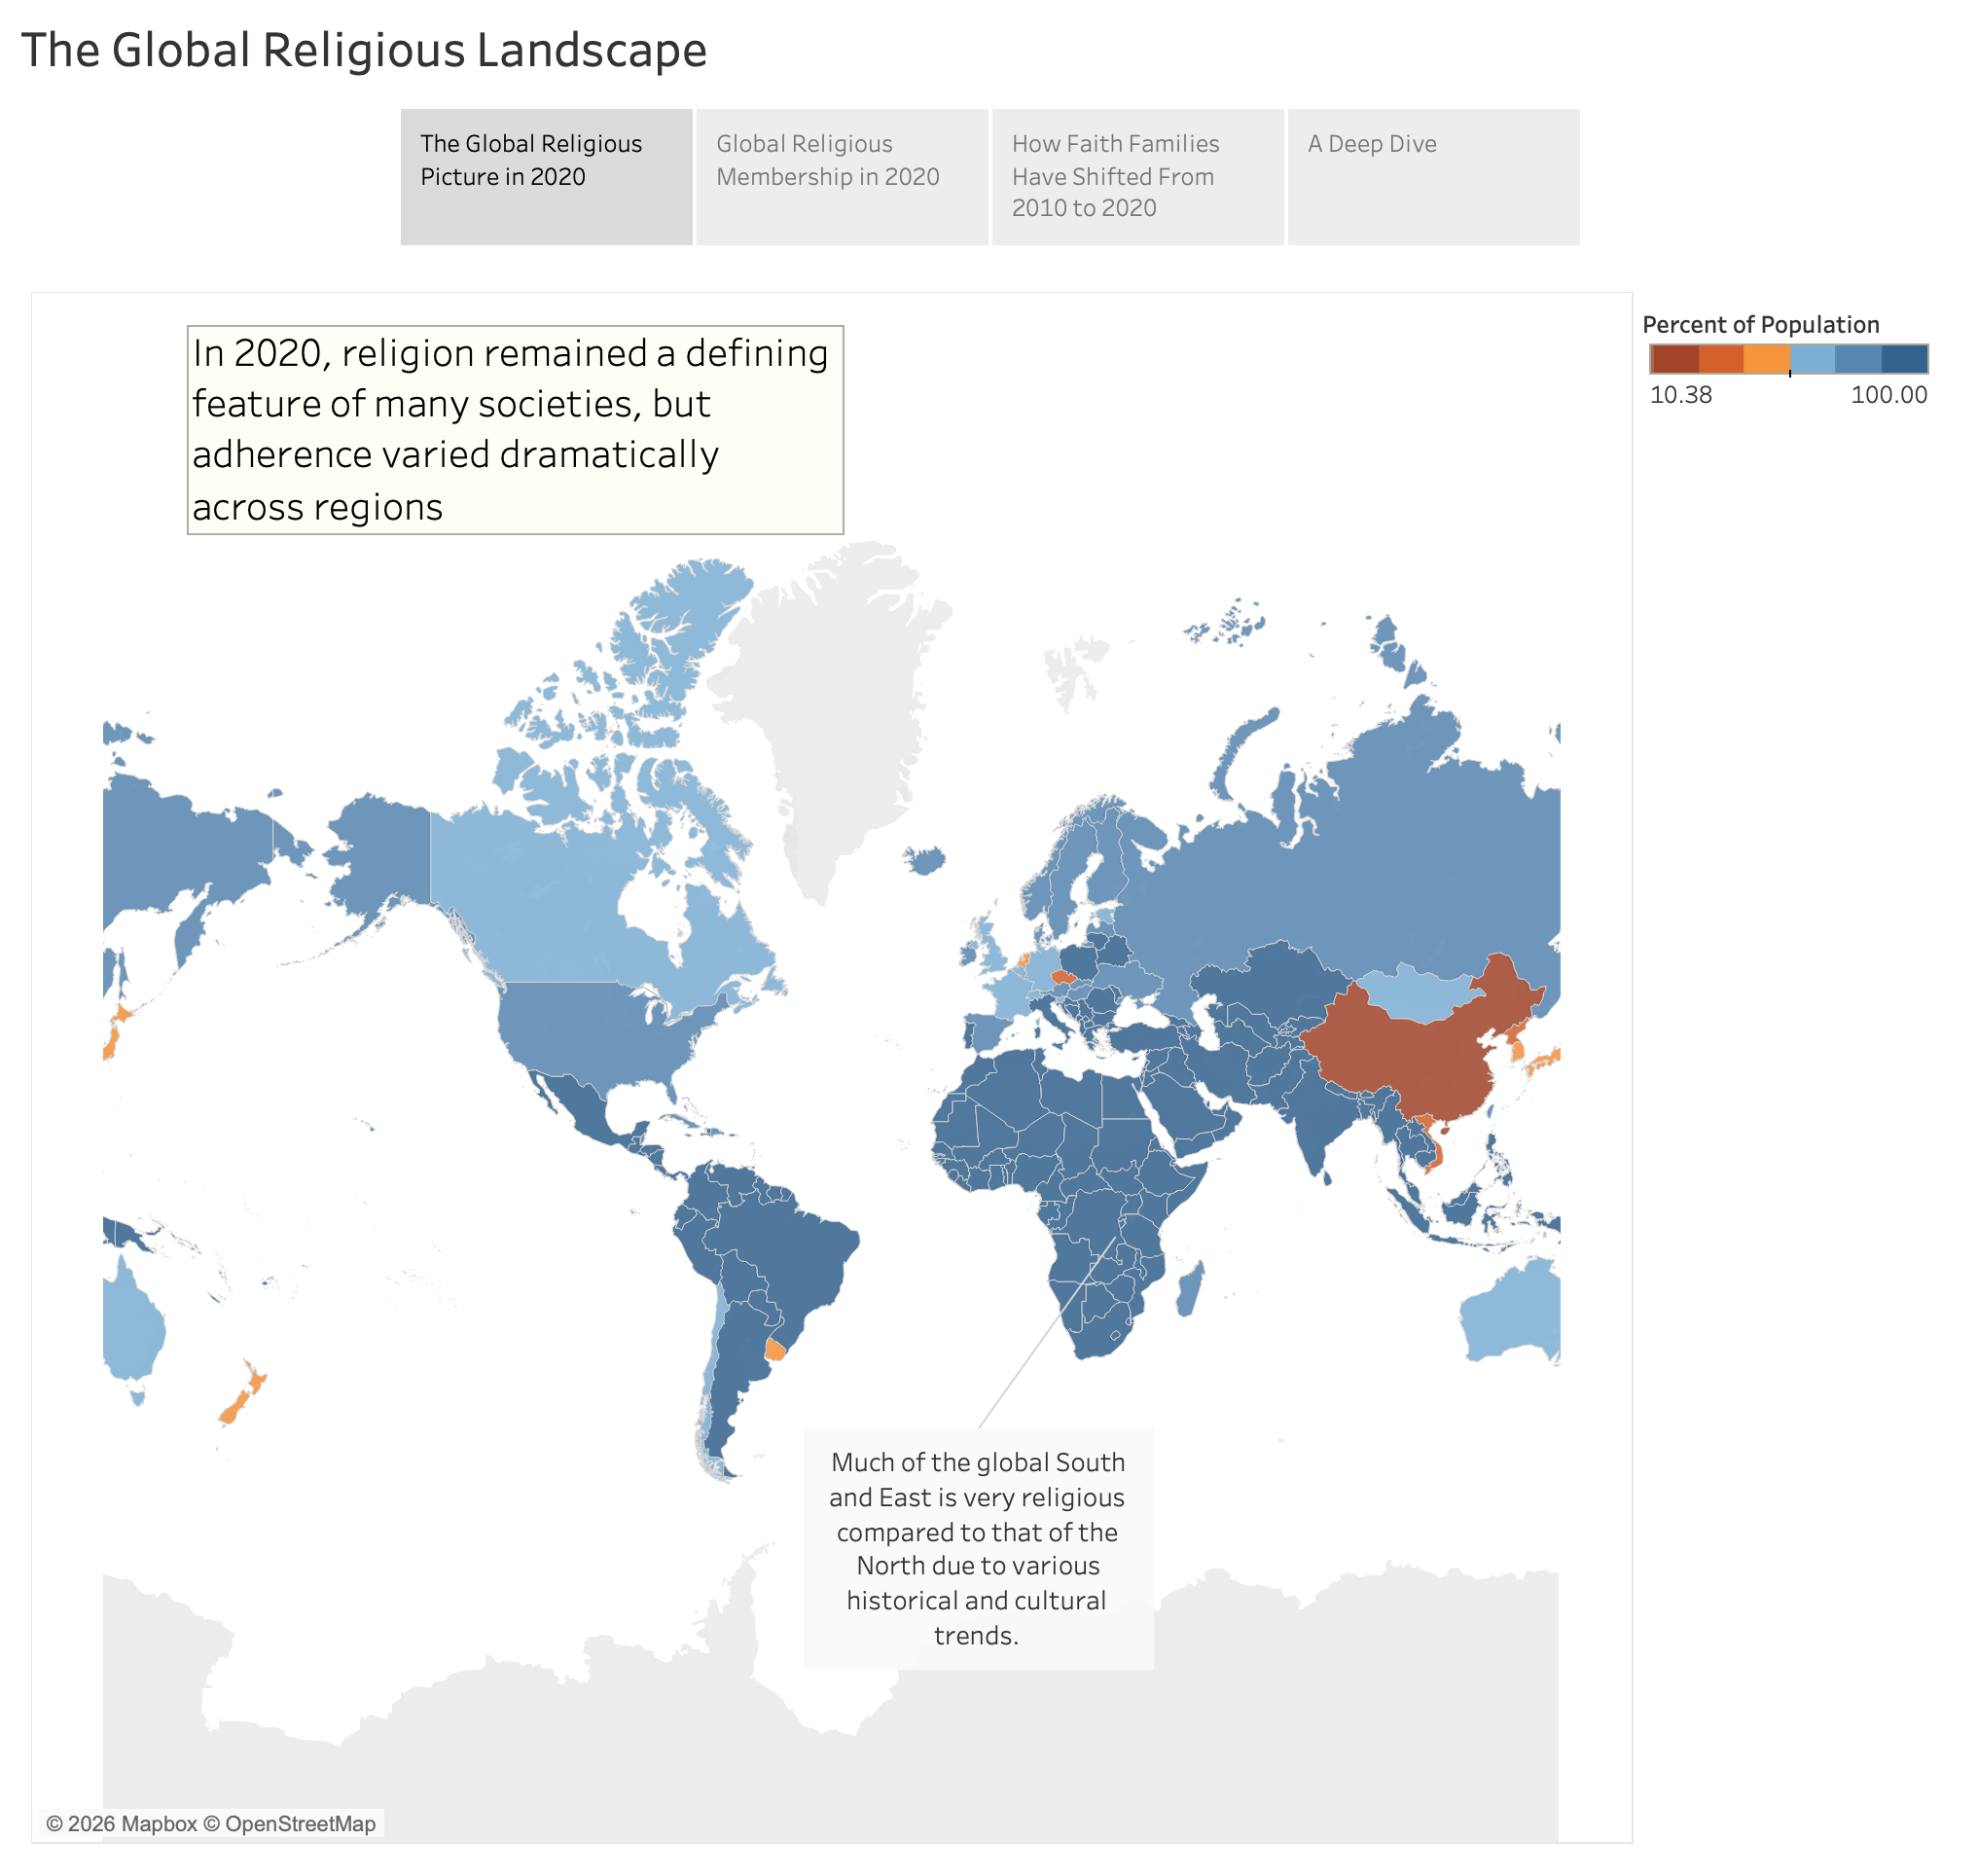 The Global Religious Landscape
The Global Religious
Picture in 2020
Global Religious
Membership in 2020
How Faith Families
Have Shifted From
2010 to 2020
A Deep Dive
In 2020, religion remained a defining
feature of many societies, but
adherence varied dramatically
across regions
Percent of Population
10.38
100.00
Much of the global South
and East is very religious
compared to that of the
North due to various
historical and cultural
trends.
© 2026 Mapbox © OpenStreetMap